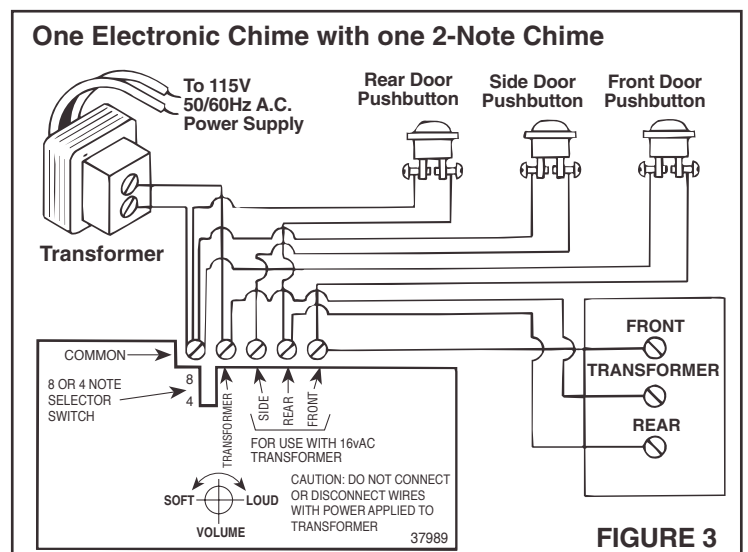 One Electronic Chime with one 2-Note Chime
To 115V
50/60Hz A.C.
Power Supply
Rear Door
Pushbutton
Side Door
Pushbutton
Front Door
Pushbutton
Transformer
COMMON
8 OR 4 NOTE
SELECTOR
SWITCH
8
4
TRANSFORMER
SIDE
REAR
FRONT
FOR USE WITH 16vAC
TRANSFORMER
CAUTION: DO NOT CONNECT
OR DISCONNECT WIRES
WITH POWER APPLIED TO
TRANSFORMER
SOFT
LOUD
VOLUME
37989
FRONT
TRANSFORMER
REAR
FIGURE 3